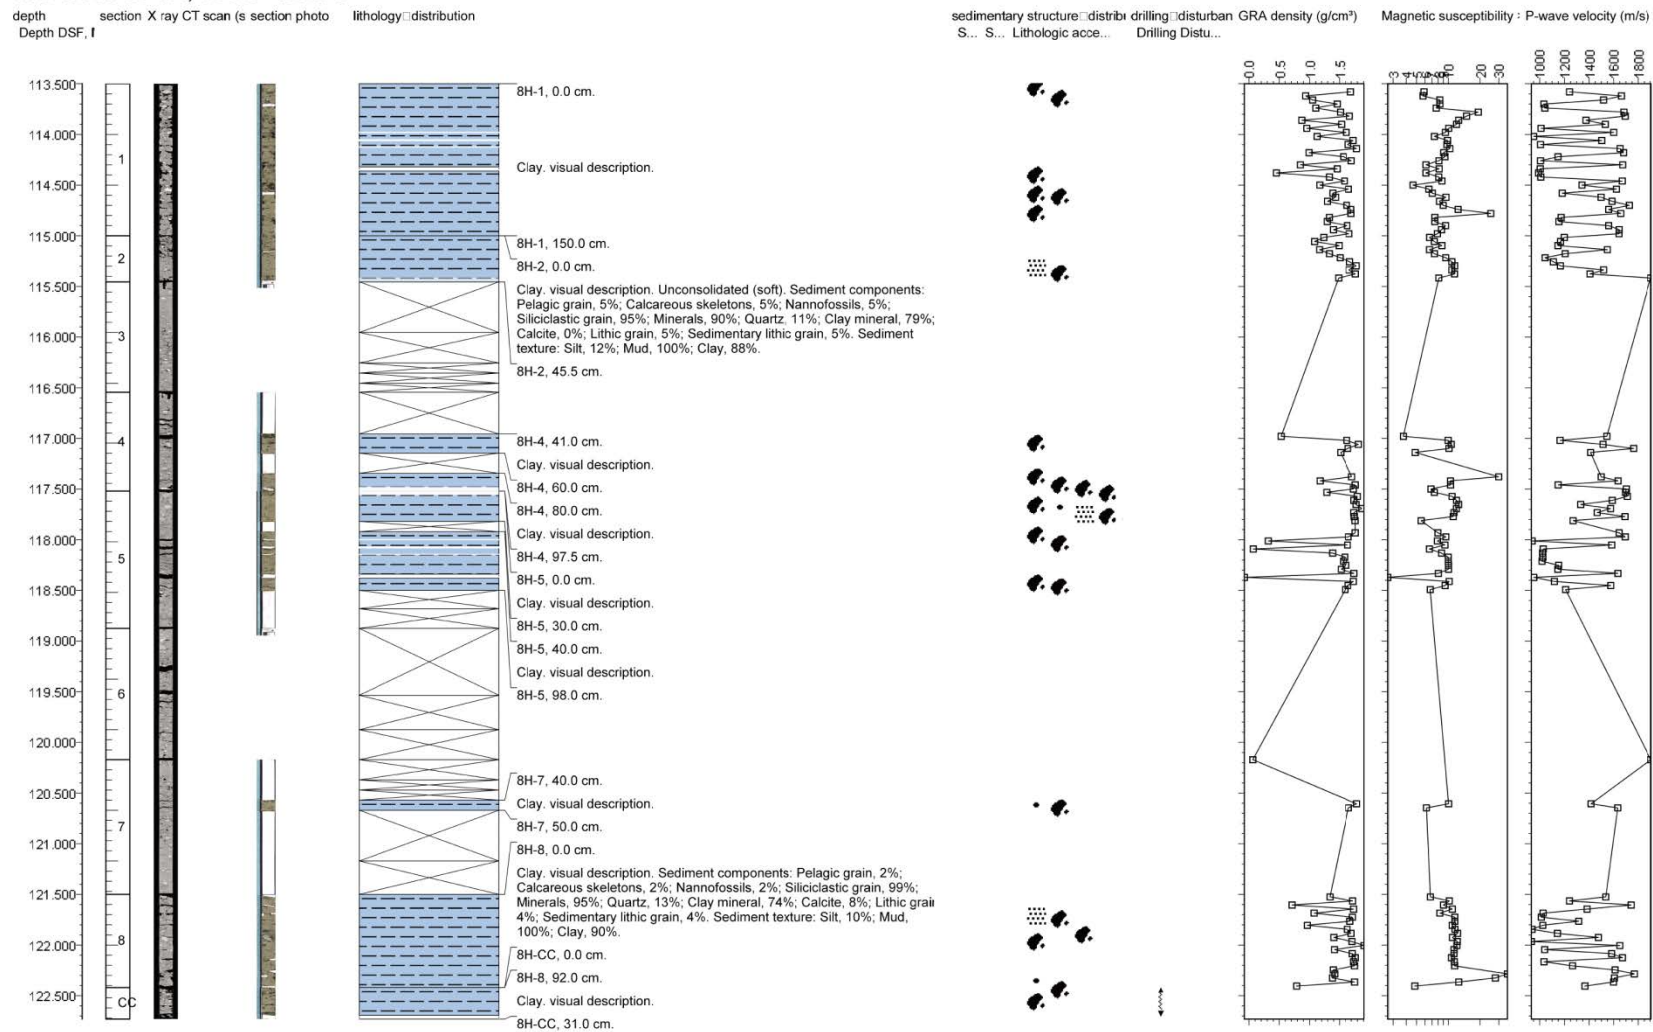 depth
section X ray CT scan (s section photo
lithology□distribution
sedimentary structure□distribu drilling□disturban GRA density (g/cm³)
Magnetic susceptibility P-wave velocity (m/s)
Depth DSF,
S... S... Lithologic acce...
Drilling Distu...
0.0 0.5 1.0 1.5
3 4 5 6 7 8 10 20 30
1000 1200 1400 1600 1800
113.500
8H-1, 0.0 cm.
114.000
1
Clay. visual description.
114.500
115.000
8H-1, 150.0 cm.
2
8H-2, 0.0 cm.
115.500
Clay. visual description. Unconsolidated (soft). Sediment components:
Pelagic grain, 5%; Calcareous skeletons, 5%; Nannofossils, 5%;
Siliciclastic grain, 95%; Minerals, 90%; Quartz, 11%; Clay mineral, 79%;
Calcite, 0%; Lithic grain, 5%; Sedimentary lithic grain, 5%. Sediment
texture: Silt, 12%; Mud, 100%; Clay, 88%.
116.000
3
8H-2, 45.5 cm.
116.500
117.000
4
8H-4, 41.0 cm.
Clay. visual description.
8H-4, 60.0 cm.
117.500
8H-4, 80.0 cm.
Clay. visual description.
118.000
8H-4, 97.5 cm.
5
8H-5, 0.0 cm.
118.500
Clay. visual description.
8H-5, 30.0 cm.
119.000
8H-5, 40.0 cm.
Clay. visual description.
119.500
6
8H-5, 98.0 cm.
120.000
8H-7, 40.0 cm.
120.500
Clay. visual description.
7
8H-7, 50.0 cm.
121.000
8H-8, 0.0 cm.
121.500
Clay. visual description. Sediment components: Pelagic grain, 2%;
Calcareous skeletons, 2%; Nannofossils, 2%; Siliciclastic grain, 99%;
Minerals, 95%; Quartz, 13%; Clay mineral, 74%; Calcite, 8%; Lithic grain
4%; Sedimentary lithic grain, 4%. Sediment texture: Silt, 10%; Mud,
100%; Clay, 90%.
122.000
8
8H-CC, 0.0 cm.
8H-8, 92.0 cm.
122.500
CC
Clay. visual description.
8H-CC, 31.0 cm.